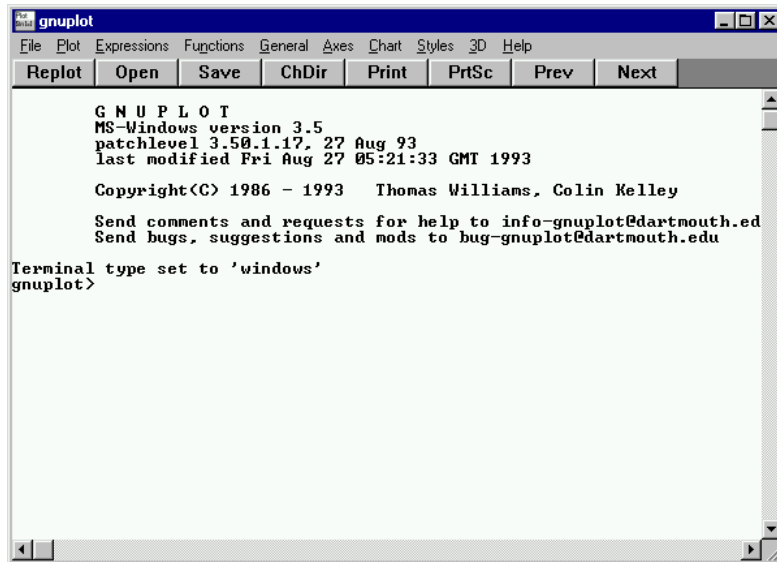 gnuplot
File Plot Expressions Functions General Axes Chart Styles 3D Help
Replot Open Save ChDir Print PrtSc Prev Next
G N U P L O T
MS-Windows version 3.5
patchlevel 3.50.1.17, 27 Aug 93
last modified Fri Aug 27 05:21:33 GMT 1993
Copyright(C) 1986 - 1993 Thomas Williams, Colin Kelley
Send comments and requests for help to info-gnuplot@dartmouth.ed
Send bugs, suggestions and mods to bug-gnuplot@dartmouth.edu
Terminal type set to 'windows'
gnuplot>